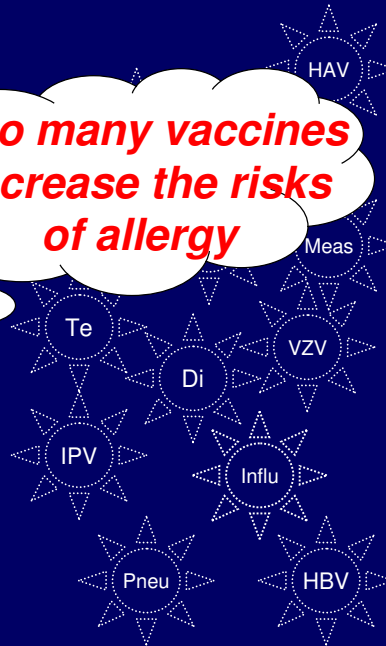 HAV
o many vaccines
crease the risks
of allergy
Meas
Te
VZV
Di
IPV
Influ
Pneu
HBV